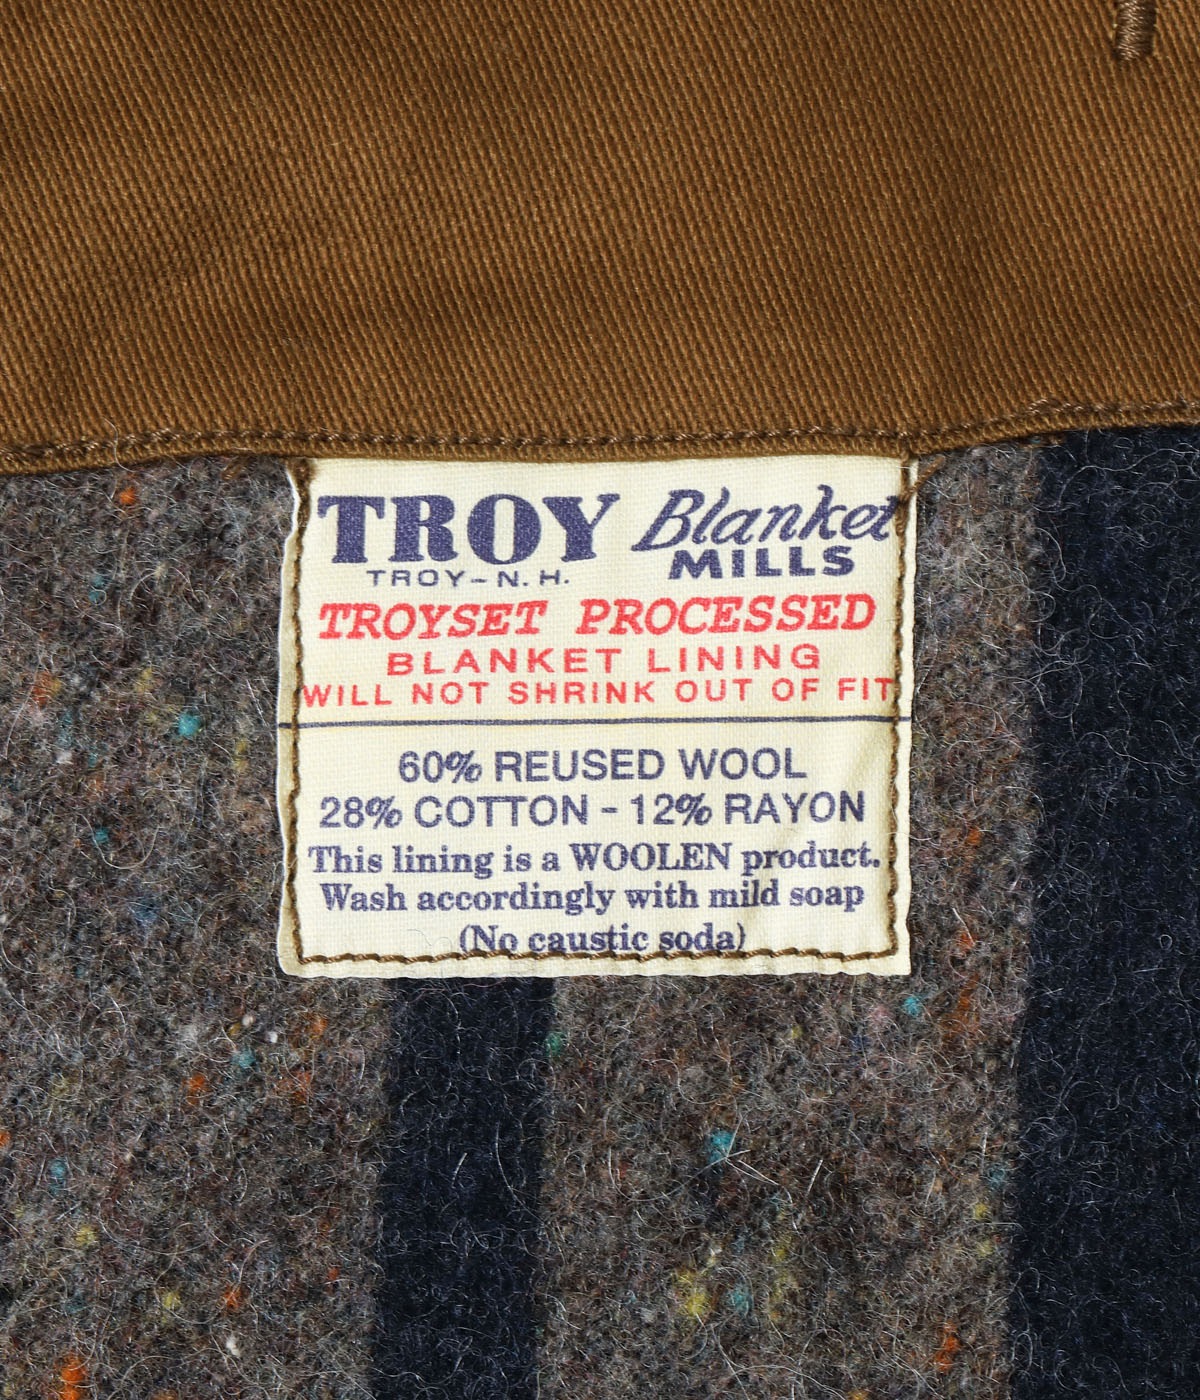 TROY Blanket
MILLS
TROY-N.H.
TROYSET PROCESSED
BLANKET LINING
WILL NOT SHRINK OUT OF FIT
60% REUSED WOOL
28% COTTON - 12% RAYON
This lining is a WOOLEN product.
Wash accordingly with mild soap
(No caustic soda)